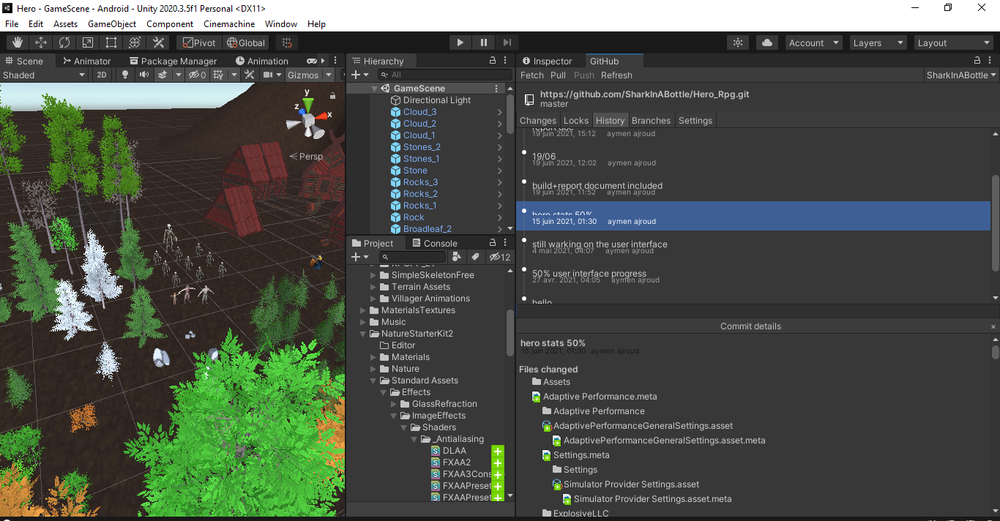 Hero - GameScene - Android - Unity 2020.3.5f1 Personal <DX11>
File Edit Assets GameObject Component Cinemachine Window Help
Pivot Global Account Layers Layout
Scene Animator Package Manager Animation
Shaded 2D 0 Gizmos
y
z
x
Persp
Hierarchy
All
GameScene
Directional Light
Cloud_3
Cloud_2
Cloud_1
Stones_2
Stones_1
Stone
Rocks_3
Rocks_2
Rocks_1
Rock
Broadleaf_2
Project Console
12
SimpleSkeletonFree
Terrain Assets
Villager Animations
MaterialsTextures
Music
NatureStarterKit2
Editor
Materials
Nature
Standard Assets
Effects
GlassRefraction
ImageEffects
Shaders
_Antialiasing
DLAA
FXAA2
FXAA3Cons
FXAAPreset
FXAAPreset
Inspector GitHub
Fetch Pull Push Refresh SharkInABottle
https://github.com/SharkInABottle/Hero_Rpg.git
master
Changes Locks History Branches Settings
report doc
19 juin 2021, 15:12 aymen ajroud
19/06
19 juin 2021, 12:02 aymen ajroud
build+report document included
19 juin 2021, 11:52 aymen ajroud
hero stats 50%
15 juin 2021, 01:30 aymen ajroud
still warking on the user interface
4 mai 2021, 04:07 aymen ajroud
50% user interface progress
27 avr. 2021, 04:05 aymen ajroud
hello
Commit details
hero stats 50%
15 juin 2021, 01:30 aymen ajroud
Files changed
Assets
Adaptive Performance.meta
Adaptive Performance
AdaptivePerformanceGeneralSettings.asset
AdaptivePerformanceGeneralSettings.asset.meta
Settings.meta
Settings
Simulator Provider Settings.asset
Simulator Provider Settings.asset.meta
ExplosiveLLC